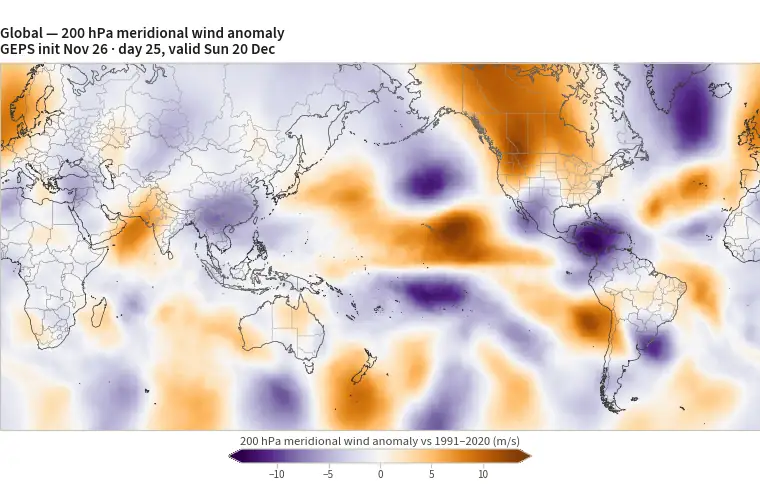 Global — 200 hPa meridional wind anomaly
GEPS init Nov 26 · day 25, valid Sun 20 Dec
200 hPa meridional wind anomaly vs 1991–2020 (m/s)
−10 −5 0 5 10